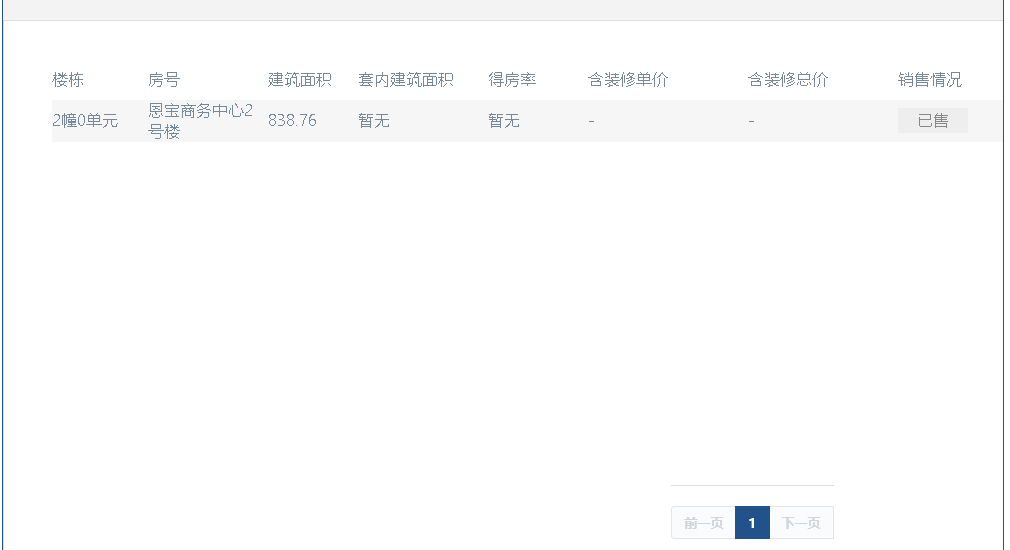 楼栋 房号 建筑面积 套内建筑面积 得房率 含装修单价 含装修总价 销售情况
2幢0单元 恩宝商务中心2 838.76 暂无 暂无 - - 已售
号楼
前一页 1 下一页